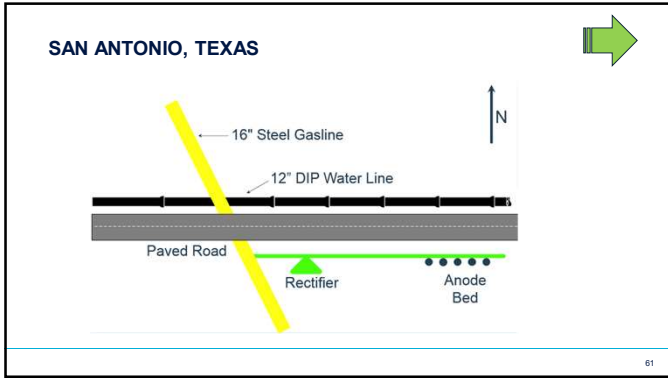 SAN ANTONIO, TEXAS
N
16" Steel Gasline
12" DIP Water Line
Paved Road
Rectifier
Anode
Bed
61